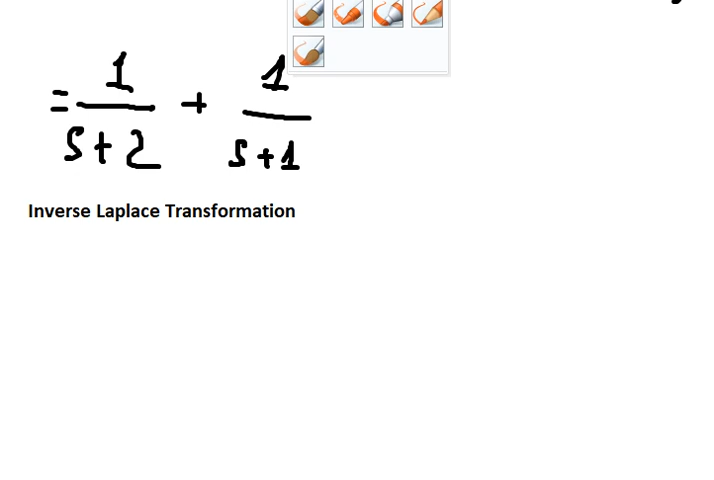 = 1/s+2 + 1/s+1
Inverse Laplace Transformation